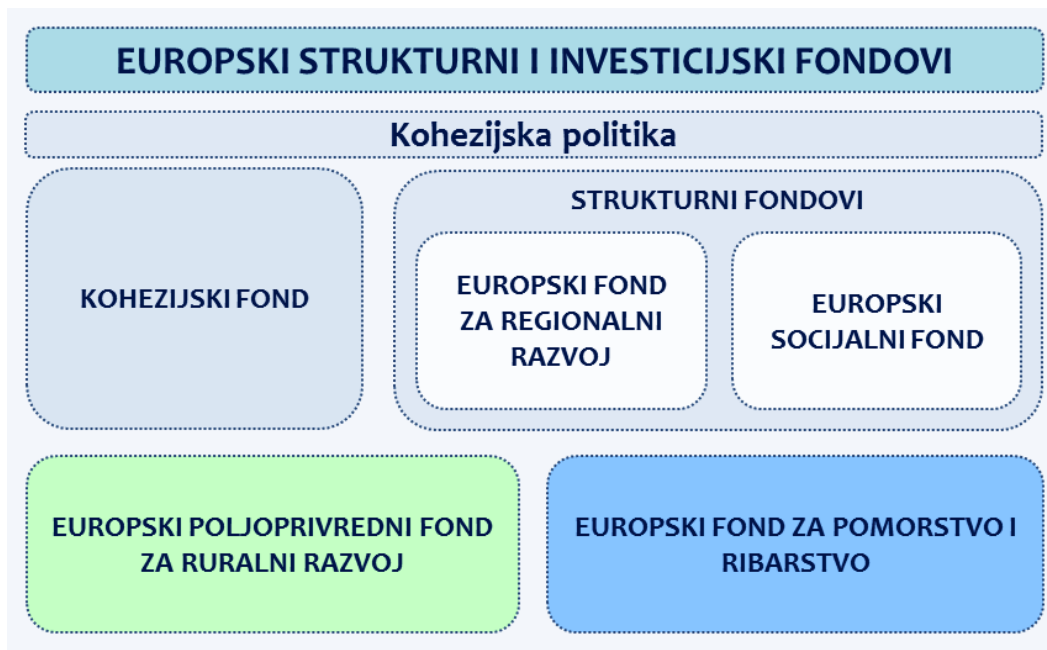 EUROPSKI STRUKTURNI I INVESTICIJSKI FONDOVI
Kohezijska politika
KOHEZIJSKI FOND
STRUKTURNI FONDOVI
EUROPSKI FOND
ZA REGIONALNI
RAZVOJ
EUROPSKI
SOCIJALNI FOND
EUROPSKI POLJOPRIVREDNI FOND
ZA RURALNI RAZVOJ
EUROPSKI FOND ZA POMORSTVO I
RIBARSTVO